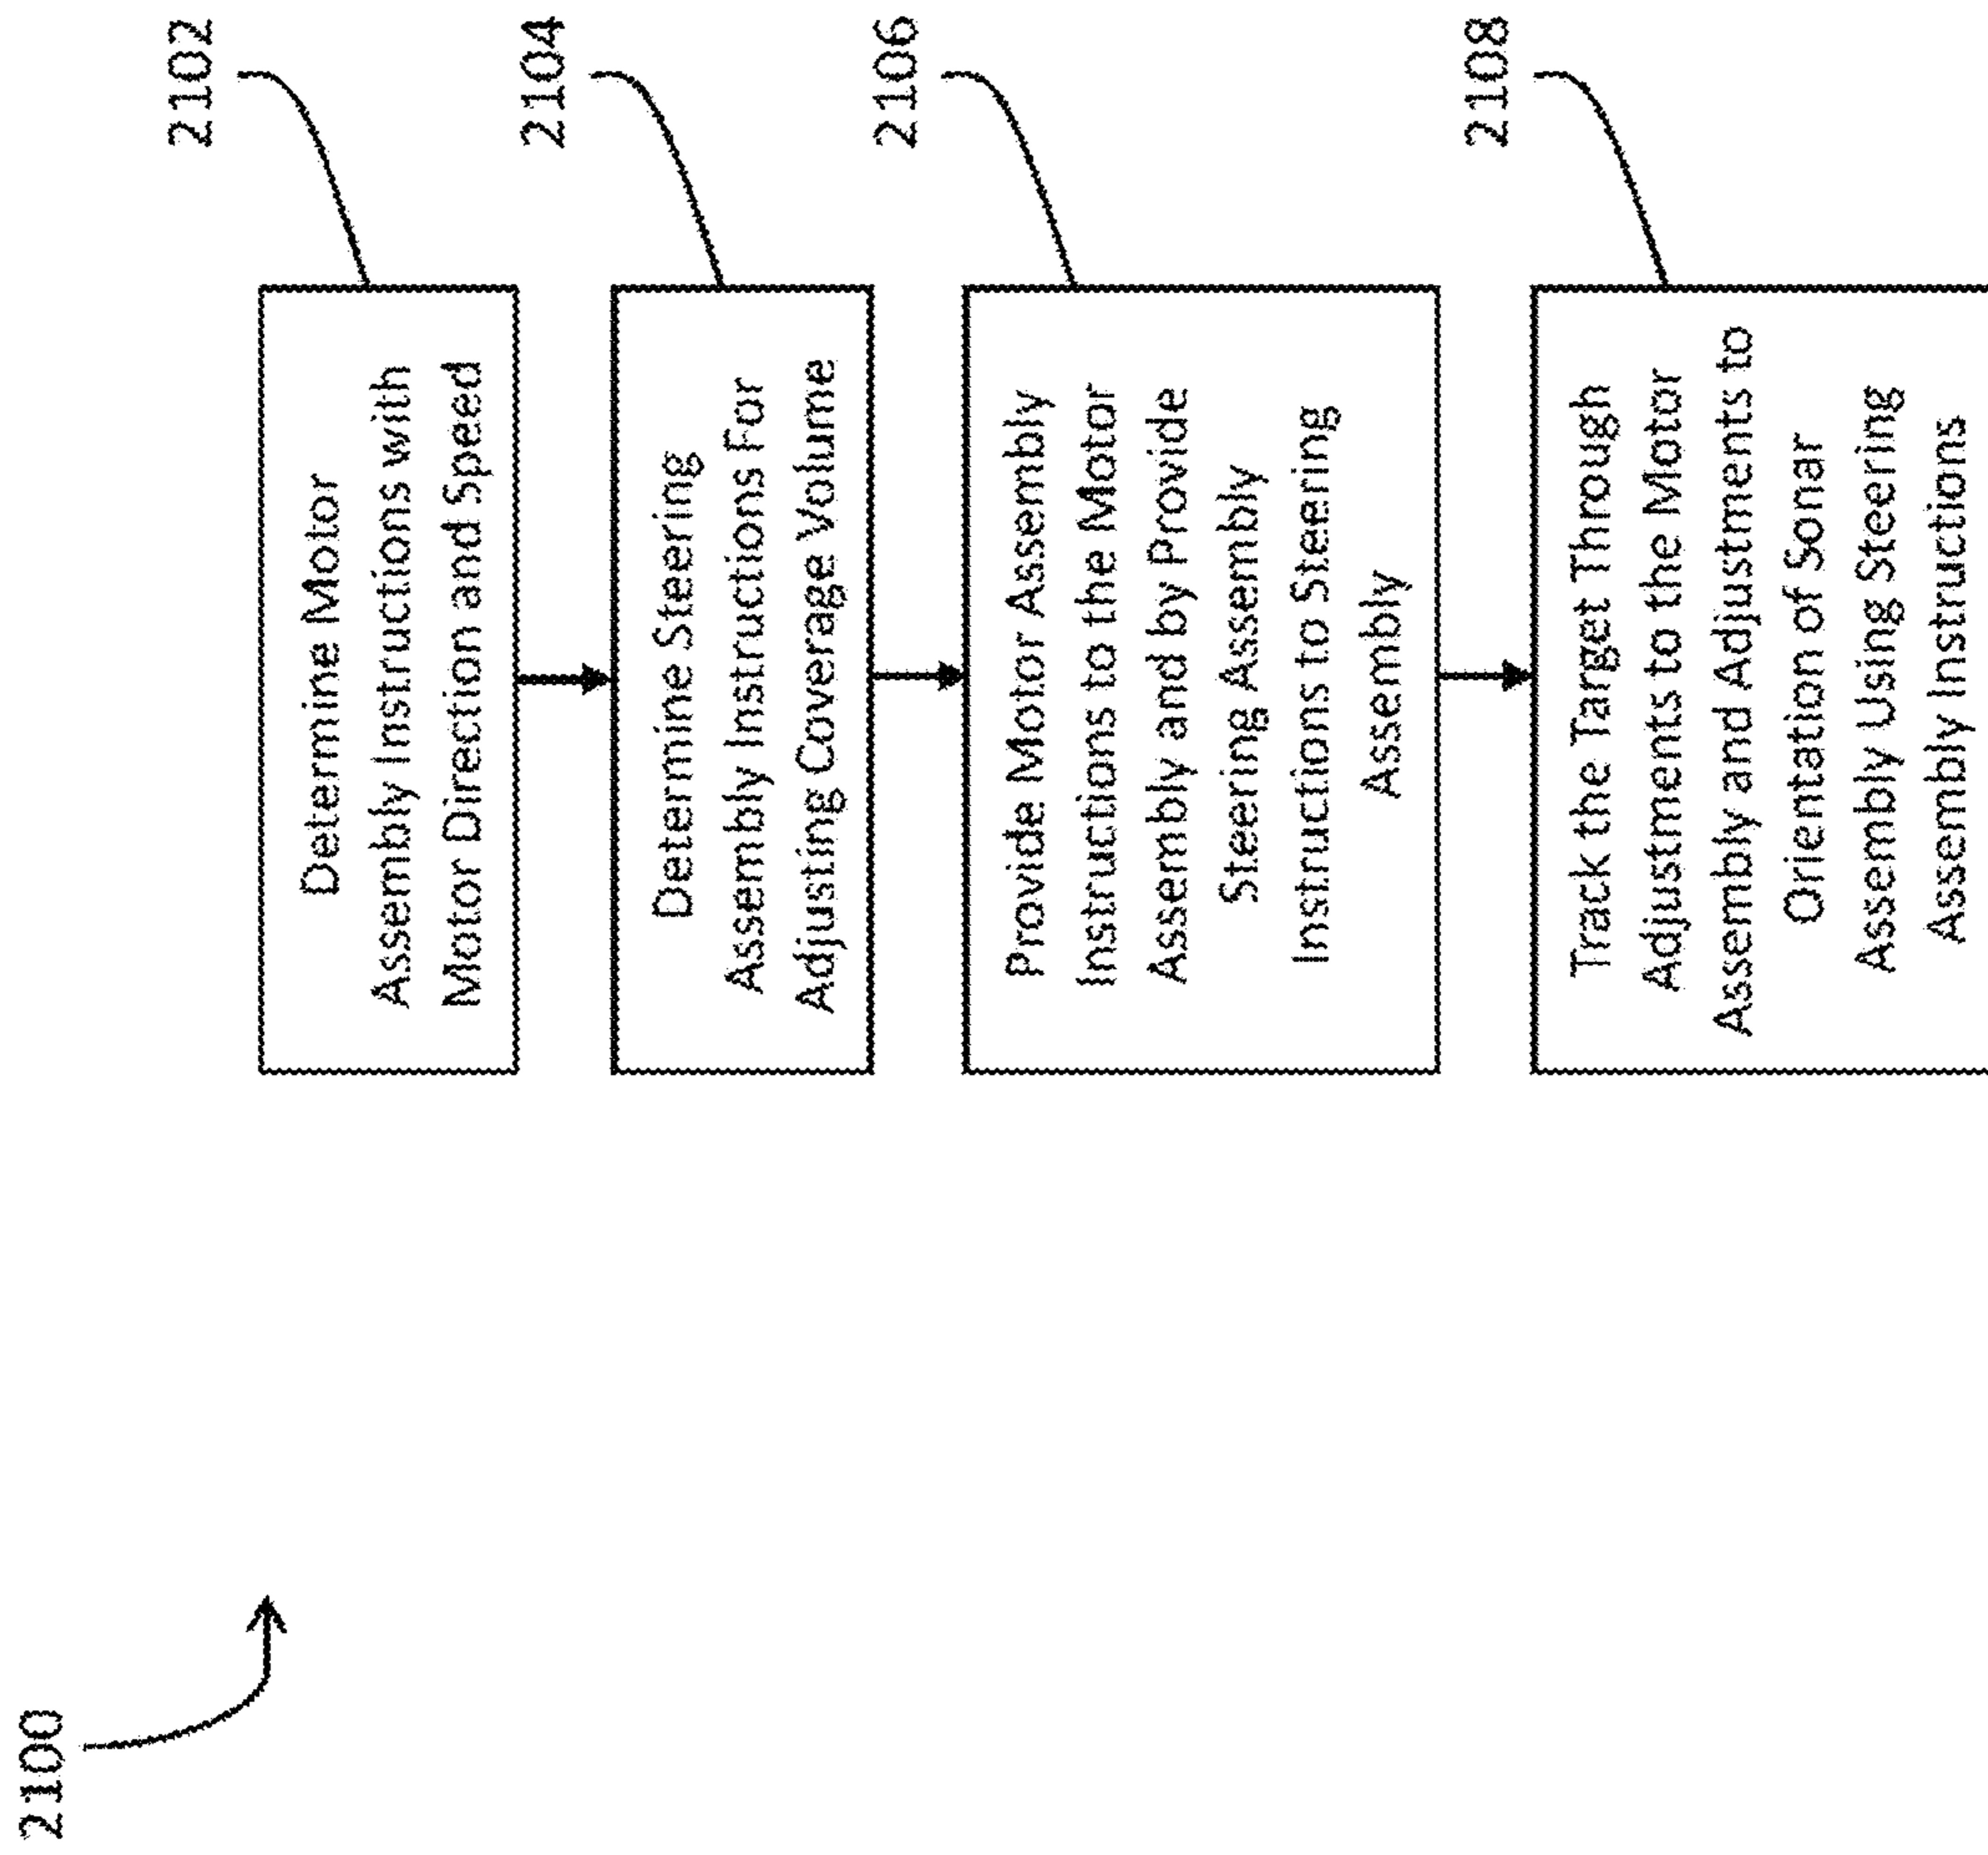 2100
2102
Determine Motor
Assembly Instructions with
Motor Direction and Speed
2104
Determine Steering
Assembly Instructions For
Adjusting Coverage Volume
2106
Provide Motor Assembly
Instructions to the Motor
Assembly and by Provide
Steering Assembly
Instructions to Steering
Assembly
2108
Track the Target Through
Adjustments to the Motor
Assembly and Adjustments to
Orientation of Sonar
Assembly Using Steering
Assembly Instructions